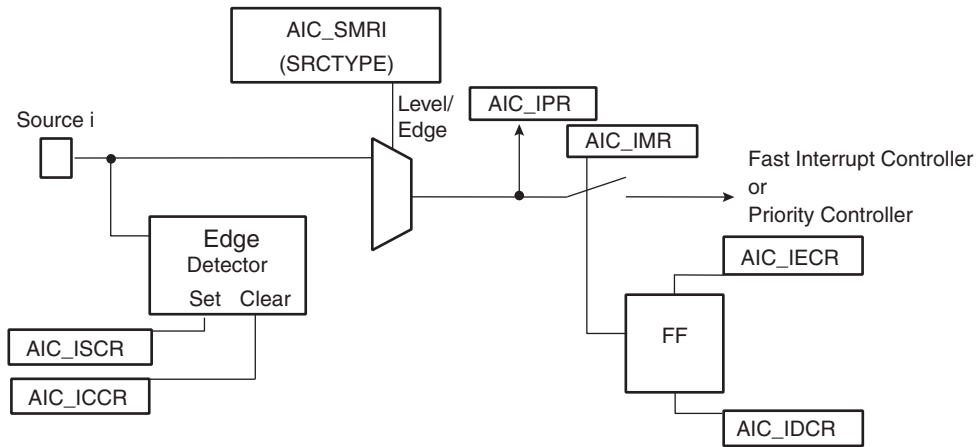 AIC_SMRI
(SRCTYPE)
Source i
Level/
Edge
AIC_IPR
AIC_IMR
Fast Interrupt Controller
or
Priority Controller
Edge
Detector
Set Clear
AIC_IECR
FF
AIC_ISCR
AIC_ICCR
AIC_IDCR